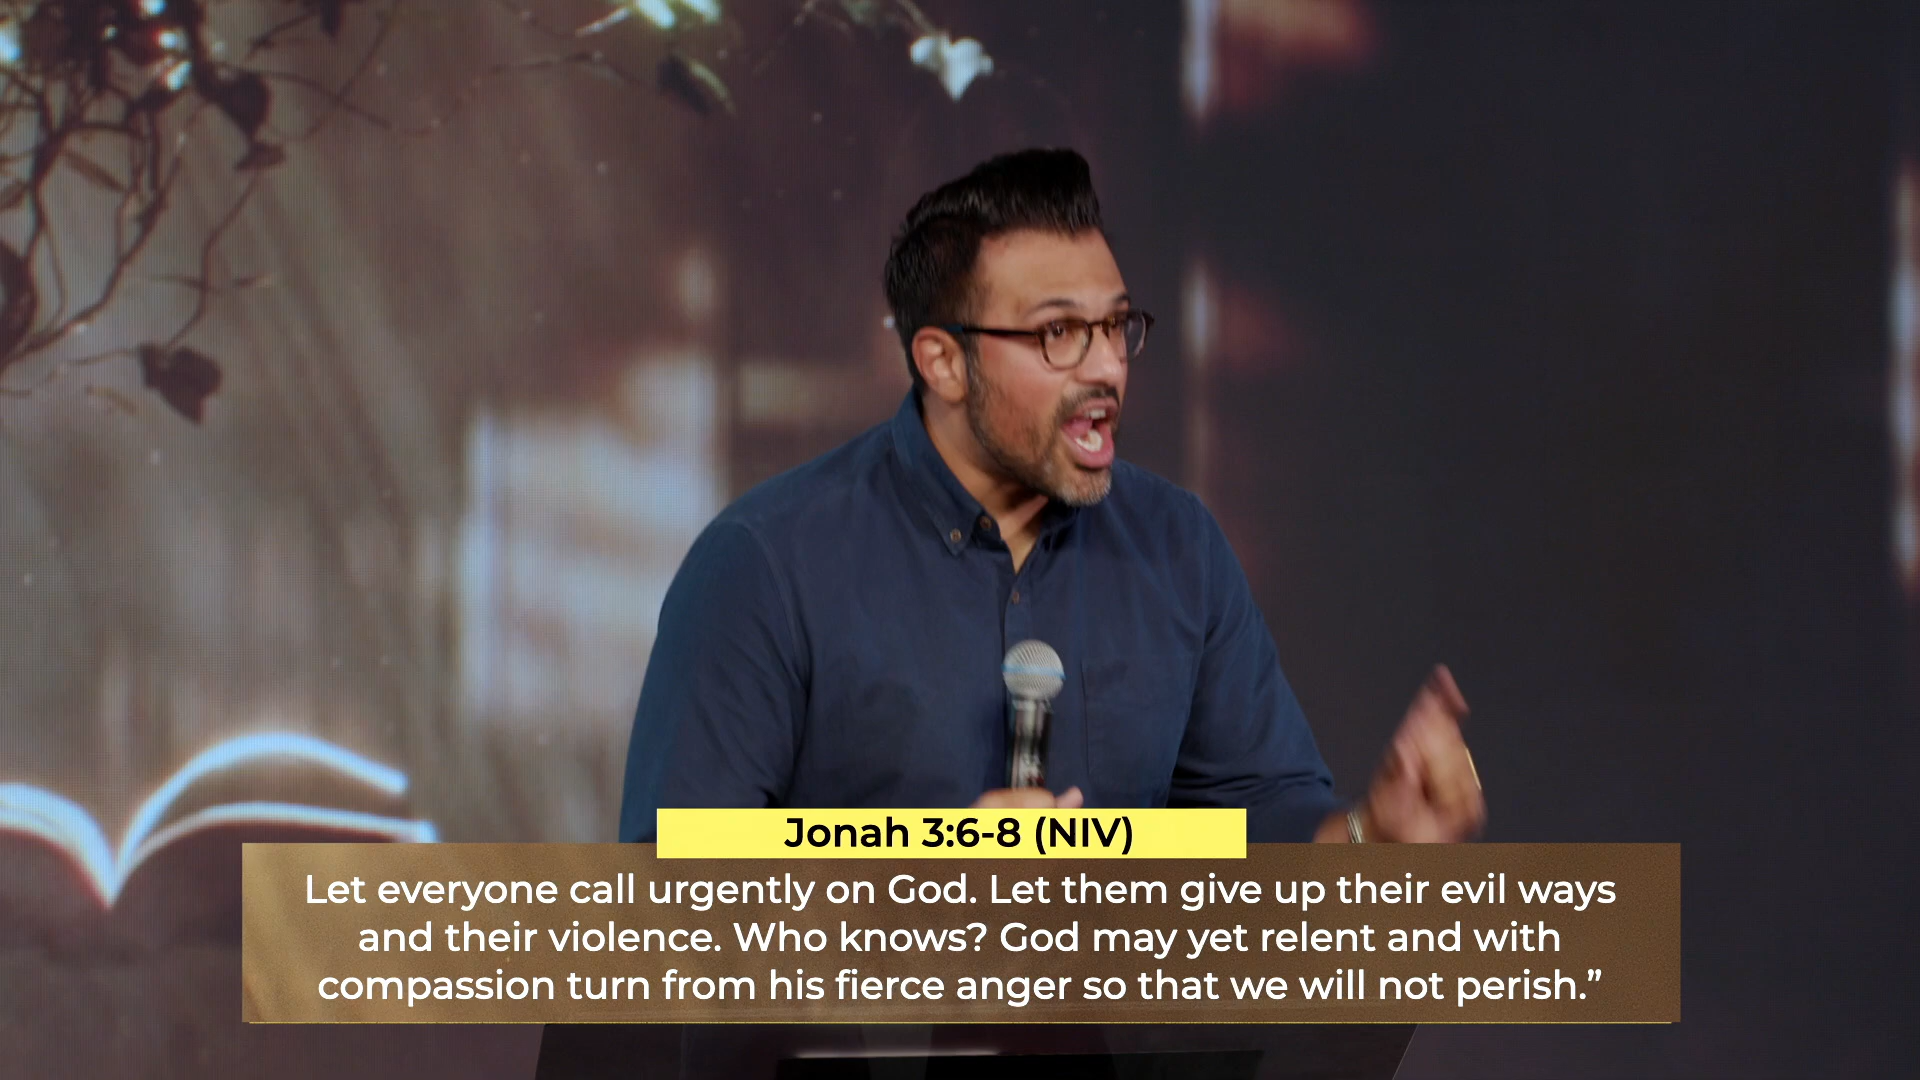 Jonah 3:6-8 (NIV)
Let everyone call urgently on God. Let them give up their evil ways
and their violence. Who knows? God may yet relent and with
compassion turn from his fierce anger so that we will not perish.”